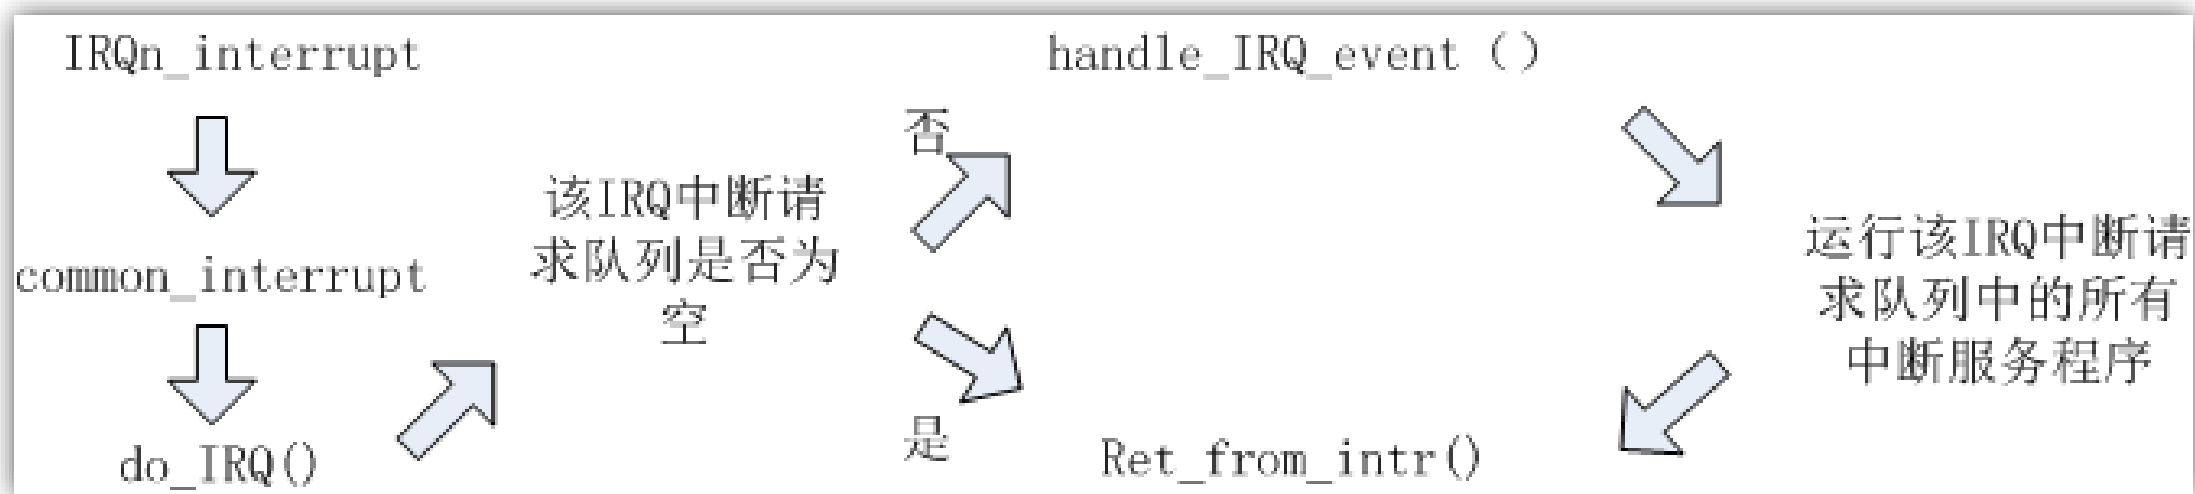 IRQn_interrupt
common_interrupt
do_IRQ()
该IRQ中断请
求队列是否为
空
否
是
handle_IRQ_event（）
运行该IRQ中断请
求队列中的所有
中断服务程序
Ret_from_intr()